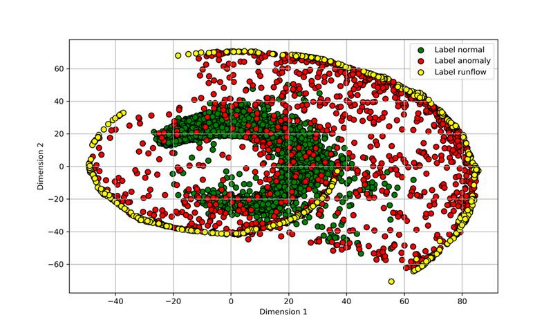 Label normal
Label anomaly
Label runflow
Dimension 2
60
40
20
0
−20
−40
−60
−40 −20 0 20 40 60 80
Dimension 1